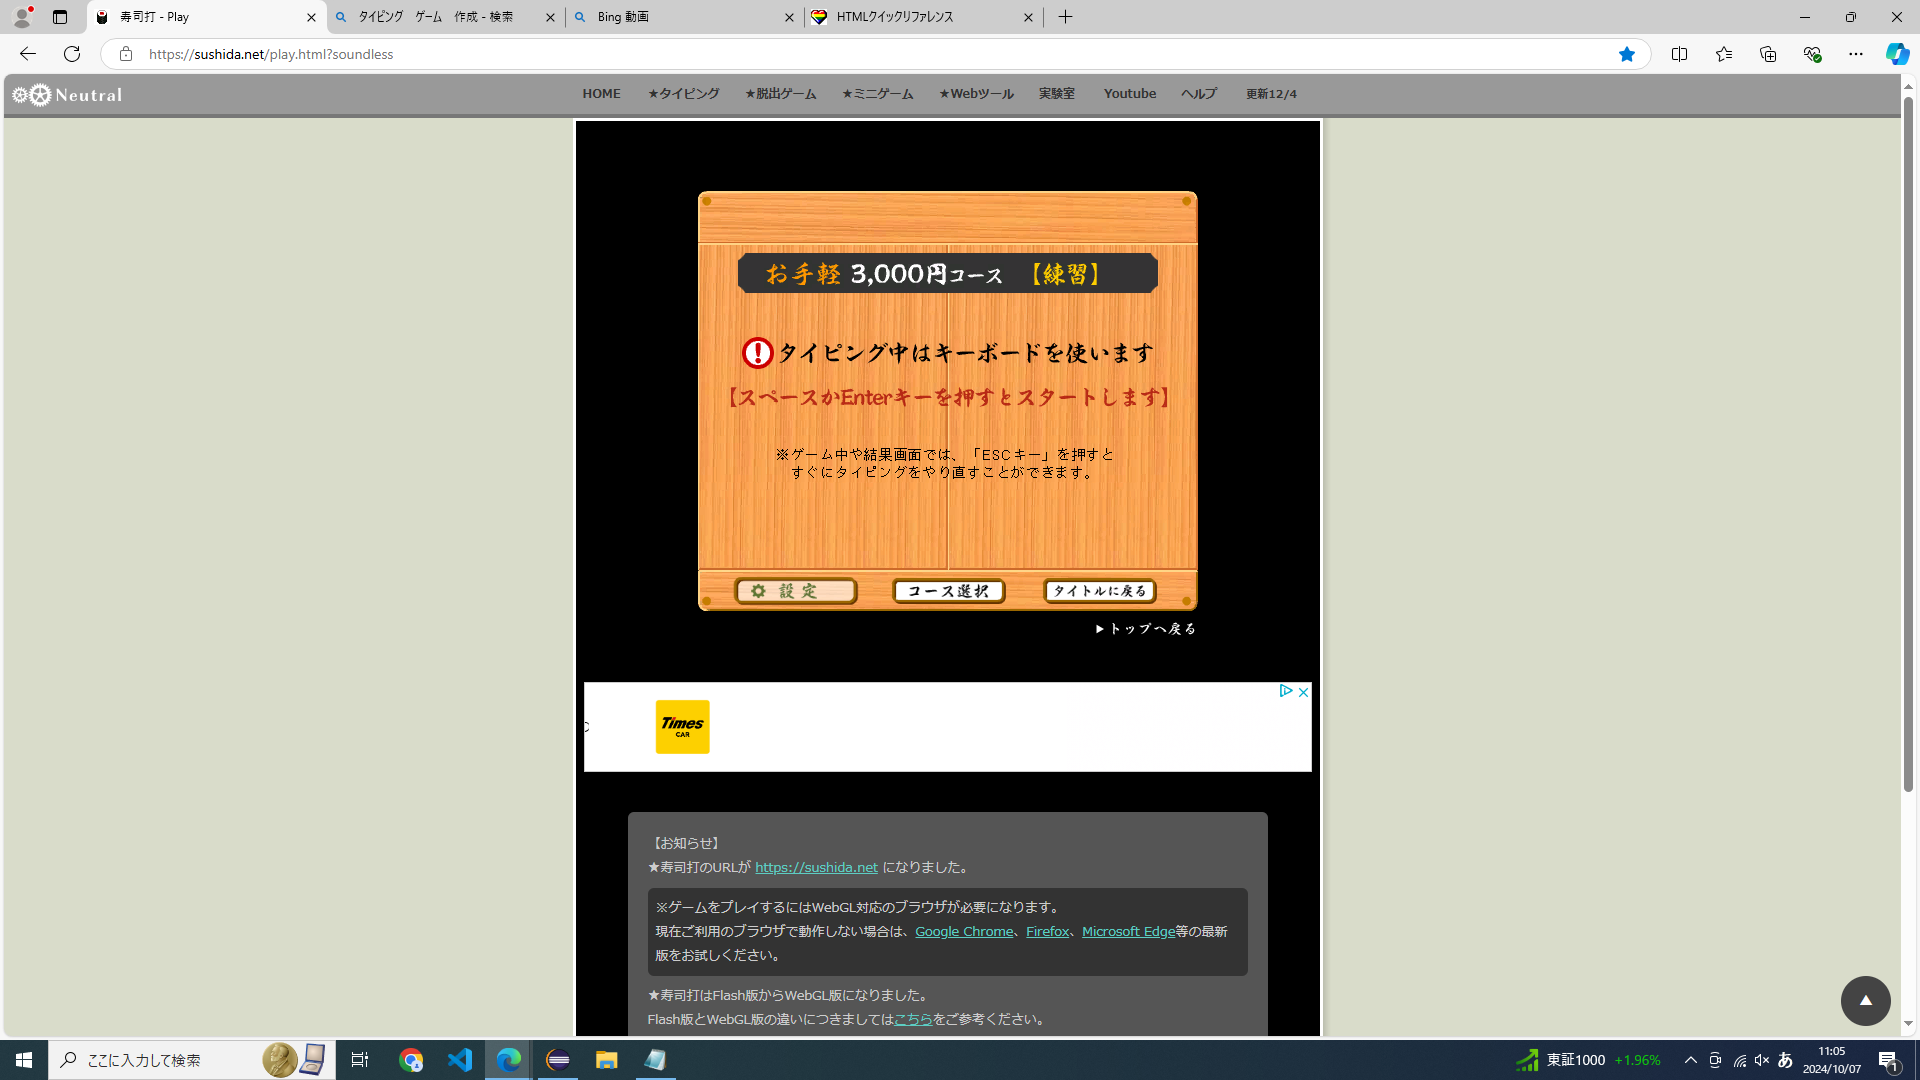 寿司打 - Play
タイピング　ゲーム　作成 - 検索
Bing 動画
HTMLクイックリファレンス
https://sushida.net/play.html?soundless
Neutral
HOME
★タイピング
★脱出ゲーム
★ミニゲーム
★Webツール
実験室
Youtube
ヘルプ
更新12/4
お手軽 3,000円コース 【練習】
!タイピング中はキーボードを使います
【スペースかEnterキーを押すとスタートします】
※ゲーム中や結果画面では、「ESCキー」を押すと
すぐにタイピングをやり直すことができます。
設定
コース選択
タイトルに戻る
▶トップへ戻る
Times
CAR
【お知らせ】
★寿司打のURLが https://sushida.net になりました。
※ゲームをプレイするにはWebGL対応のブラウザが必要になります。
現在ご利用のブラウザで動作しない場合は、Google Chrome、Firefox、Microsoft Edge等の最新
版をお試しください。
★寿司打はFlash版からWebGL版になりました。
Flash版とWebGL版の違いにつきましてはこちらをご参考ください。
ここに入力して検索
東証1000 +1.96%
あ
11:05
2024/10/07
1